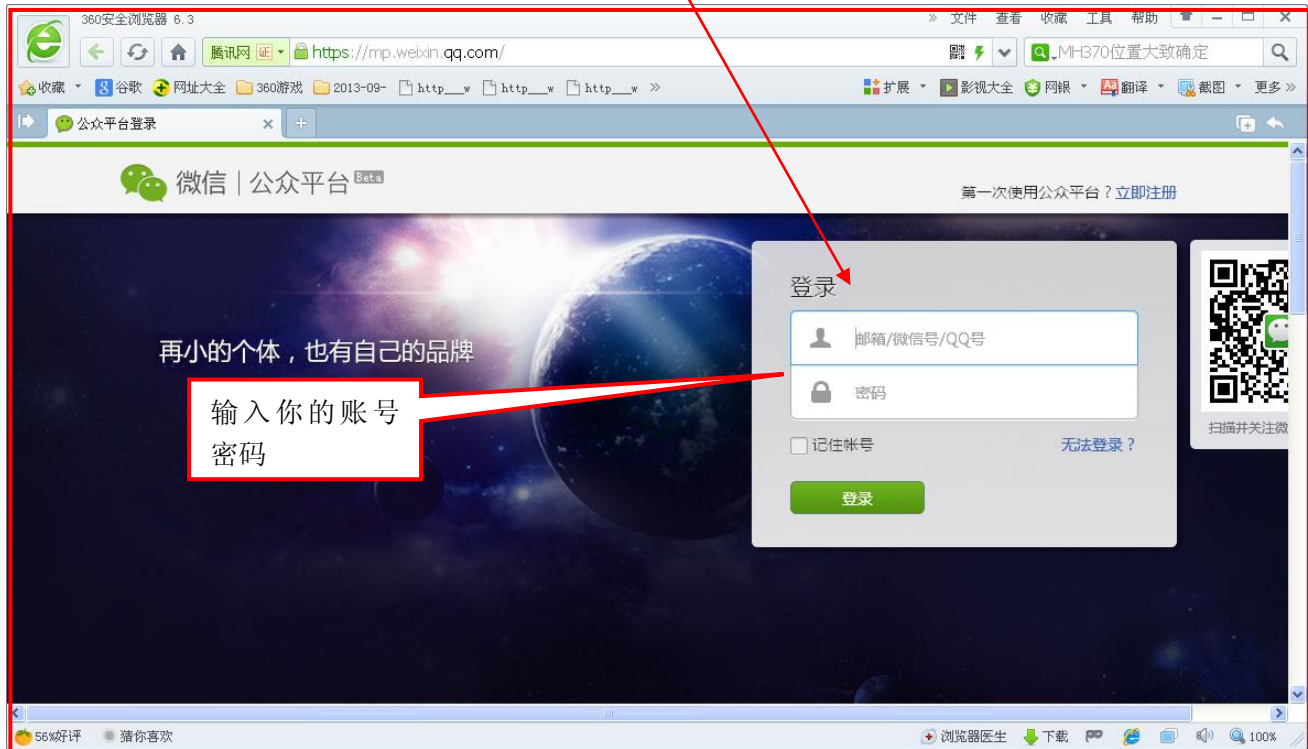 360安全浏览器 6.3
» 文件 查看 收藏 工具 帮助
腾讯网 证 https://mp.weixin.qq.com/
MH370位置大致确定
收藏 谷歌 网址大全 360游戏 2013-09- http___w http___w http___w »
扩展 影视大全 网银 翻译 截图 更多 »
公众平台登录
微信 | 公众平台 Beta
第一次使用公众平台？立即注册
登录
邮箱/微信号/QQ号
再小的个体，也有自己的品牌
密码
输入你的账号
密码
扫描并关注微
记住帐号
无法登录？
登录
56%好评 猜你喜欢
浏览器医生 下载 100%